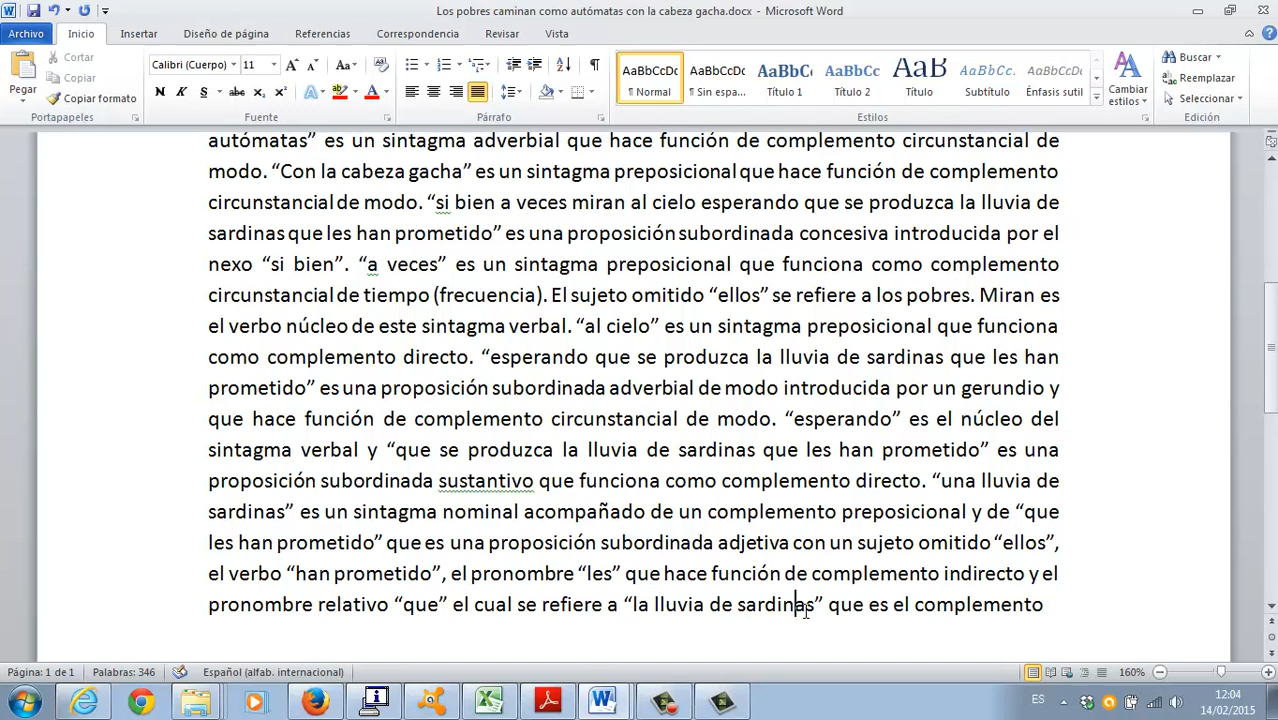 Los pobres caminan como autómatas con la cabeza gacha.docx - Microsoft Word
Archivo Inicio Insertar Diseño de página Referencias Correspondencia Revisar Vista
Pegar
Cortar
Copiar
Copiar formato
Portapapeles
Calibri (Cuerpo) 11
Fuente
Párrafo
AaBbCcDc
¶ Normal
AaBbCcDc
¶ Sin espa...
AaBbC
Título 1
AaBbCc
Título 2
AaB
Título
AaBbCc.
Subtítulo
AaBbCcDc
Énfasis sutil
Cambiar estilos
Estilos
Buscar
Reemplazar
Seleccionar
Edición
autómatas” es un sintagma adverbial que hace función de complemento circunstancial de
modo. “Con la cabeza gacha” es un sintagma preposicional que hace función de complemento
circunstancial de modo. “si bien a veces miran al cielo esperando que se produzca la lluvia de
sardinas que les han prometido” es una proposición subordinada concesiva introducida por el
nexo “si bien”. “a veces” es un sintagma preposicional que funciona como complemento
circunstancial de tiempo (frecuencia). El sujeto omitido “ellos” se refiere a los pobres. Miran es
el verbo núcleo de este sintagma verbal. “al cielo” es un sintagma preposicional que funciona
como complemento directo. “esperando que se produzca la lluvia de sardinas que les han
prometido” es una proposición subordinada adverbial de modo introducida por un gerundio y
que hace función de complemento circunstancial de modo. “esperando” es el núcleo del
sintagma verbal y “que se produzca la lluvia de sardinas que les han prometido” es una
proposición subordinada sustantivo que funciona como complemento directo. “una lluvia de
sardinas” es un sintagma nominal acompañado de un complemento preposicional y de “que
les han prometido” que es una proposición subordinada adjetiva con un sujeto omitido “ellos”,
el verbo “han prometido”, el pronombre “les” que hace función de complemento indirecto y el
pronombre relativo “que” el cual se refiere a “la lluvia de sardinas” que es el complemento
Página: 1 de 1 Palabras: 346 Español (alfab. internacional) 160%
ES
12:04
14/02/2015